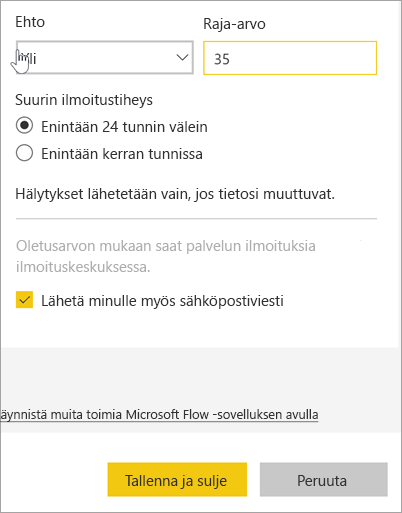 Ehto Raja-arvo
35
Suurin ilmoitustiheys
Enintään 24 tunnin välein
Enintään kerran tunnissa
Hälytykset lähetetään vain, jos tietosi muuttuvat.
Oletusarvon mukaan saat palvelun ilmoituksia
ilmoituskeskuksessa.
Lähetä minulle myös sähköpostiviesti
äynnistä muita toimia Microsoft Flow -sovelluksen avulla
Tallenna ja sulje Peruuta